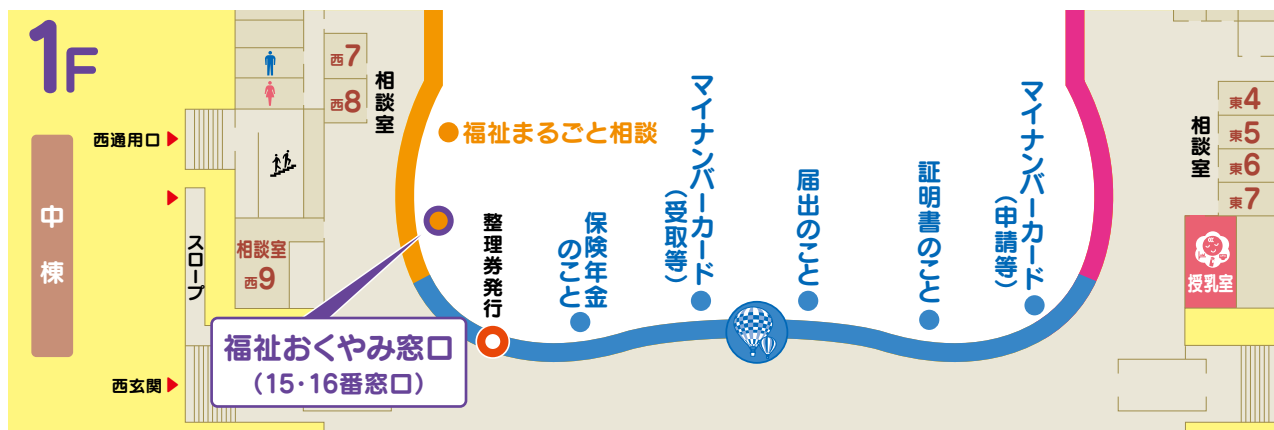 1F
中棟
西通用口
スロープ
西玄関
西7
西8
相談室
相談室
西9
福祉まるごと相談
福祉おくやみ窓口
（15・16番窓口）
整理券発行
保険年金
のこと
マイナンバーカード
（受取等）
届出のこと
証明書のこと
マイナンバーカード
（申請等）
相談室
東4
東5
東6
東7
授乳室